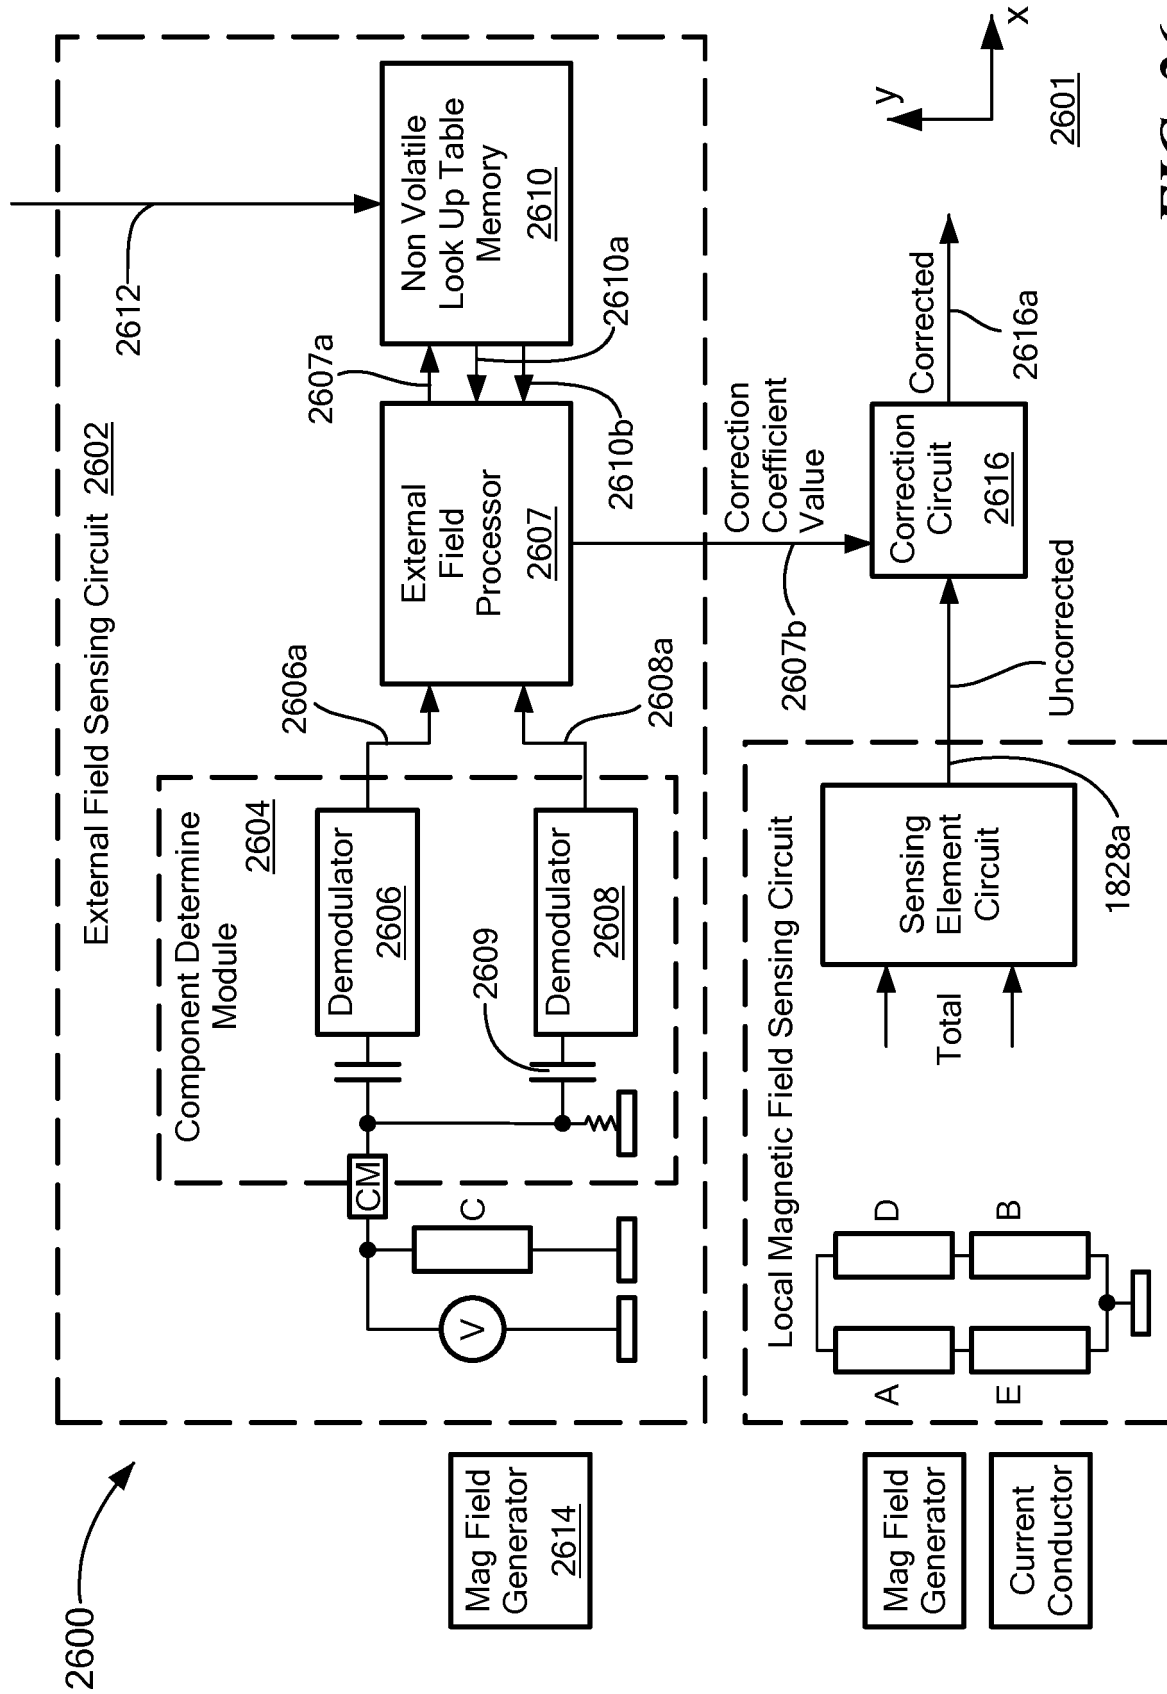 2600
External Field Sensing Circuit 2602
2612
Component Determine
Module
2604
Demodulator
2606
Demodulator
2608
2609
CM
V
C
2606a
2608a
External
Field
Processor
2607
2607a
2610a
2610b
Non Volatile
Look Up Table
Memory
2610
Mag Field
Generator
2614
Correction
Coefficient
Value
2607b
Local Magnetic Field Sensing Circuit
A
D
E
B
Total
Sensing
Element
Circuit
1828a
Uncorrected
Correction
Circuit
2616
Corrected
2616a
Mag Field
Generator
Current
Conductor
y
x
2601